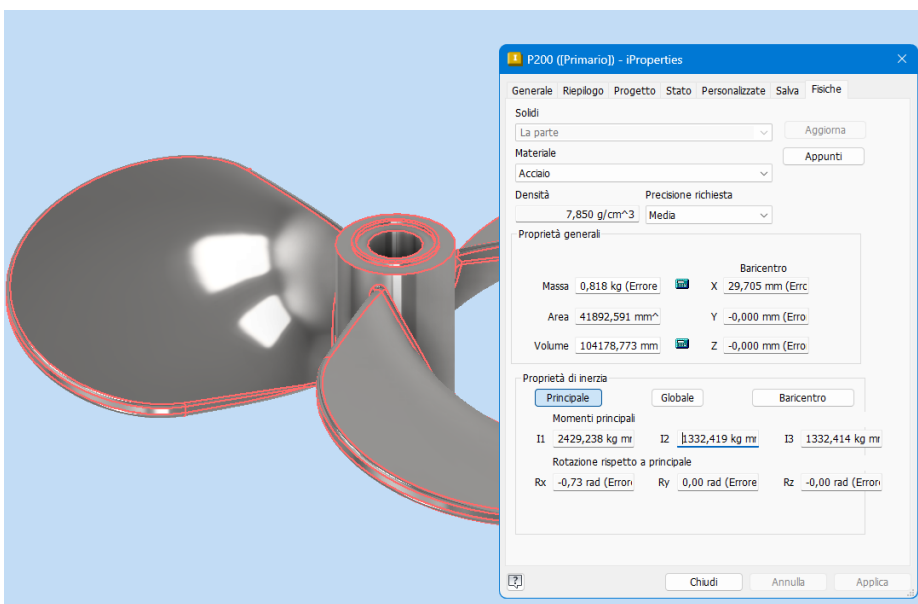 P200 ([Primario]) - iProperties
Generale Riepilogo Progetto Stato Personalizzate Salva Fisiche
Solidi
La parte Aggiorna
Materiale Appunti
Acciaio
Densità Precisione richiesta
7,850 g/cm^3 Media
Proprietà generali
Baricentro
Massa 0,818 kg (Errore X 29,705 mm (Errc
Area 41892,591 mm^ Y -0,000 mm (Erro
Volume 104178,773 mm Z -0,000 mm (Erro
Proprietà di inerzia
Principale Globale Baricentro
Momenti principali
I1 2429,238 kg mr I2 1332,419 kg mr I3 1332,414 kg mr
Rotazione rispetto a principale
Rx -0,73 rad (Errore Ry 0,00 rad (Errore Rz -0,00 rad (Errore
? Chiudi Annulla Applica